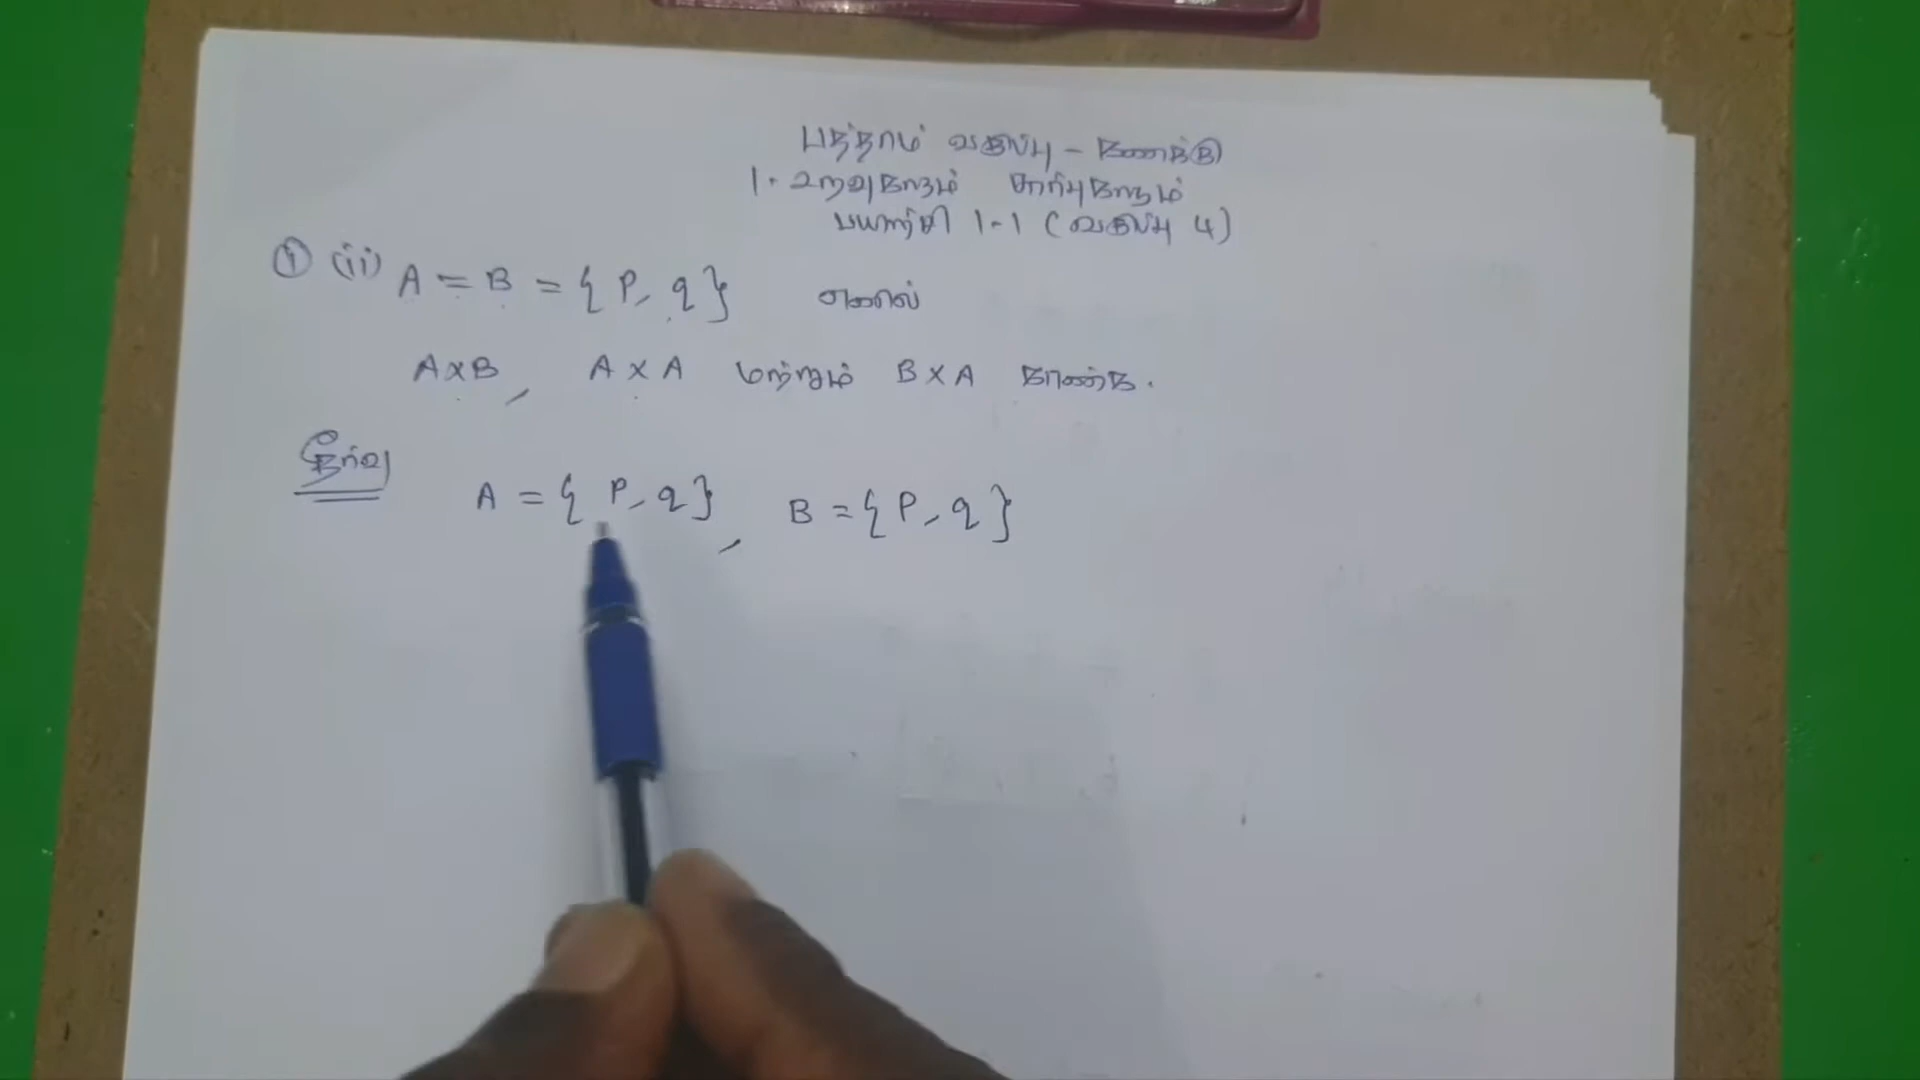 பத்தாம் வகுப்பு - கணக்கு
1. உறவுகளும் சார்புகளும்
பயிற்சி 1.1 (வகுப்பு 4)
① (ii) A = B = { P, q } எனில்
A×B, A × A மற்றும் B × A காண்க.
தீர்வு
A = { P, q }, B = { P, q }